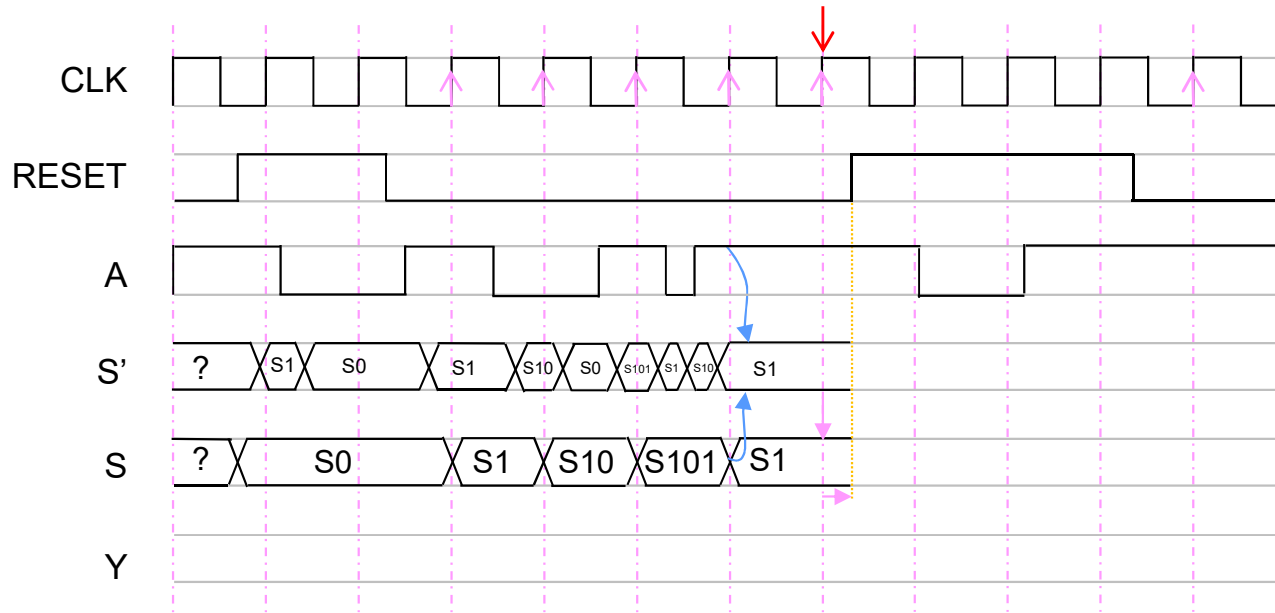 CLK
RESET
A
S' ? S1 S0 S1 S10 S0 S101 S1 S10 S1
S ? S0 S1 S10 S101 S1
Y